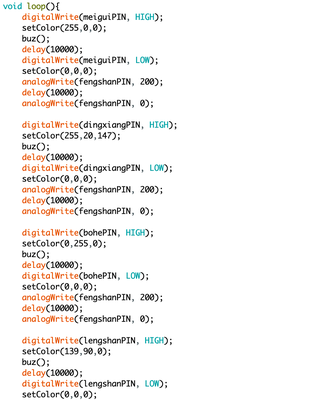 void loop(){
digitalWrite(meiguiPIN, HIGH);
setColor(255,0,0);
buz();
delay(10000);
digitalWrite(meiguiPIN, LOW);
setColor(0,0,0);
analogWrite(fengshanPIN, 200);
delay(10000);
analogWrite(fengshanPIN, 0);

digitalWrite(dingxiangPIN, HIGH);
setColor(255,20,147);
buz();
delay(10000);
digitalWrite(dingxiangPIN, LOW);
setColor(0,0,0);
analogWrite(fengshanPIN, 200);
delay(10000);
analogWrite(fengshanPIN, 0);

digitalWrite(bohePIN, HIGH);
setColor(0,255,0);
buz();
delay(10000);
digitalWrite(bohePIN, LOW);
setColor(0,0,0);
analogWrite(fengshanPIN, 200);
delay(10000);
analogWrite(fengshanPIN, 0);

digitalWrite(lengshanPIN, HIGH);
setColor(139,90,0);
buz();
delay(10000);
digitalWrite(lengshanPIN, LOW);
setColor(0,0,0);